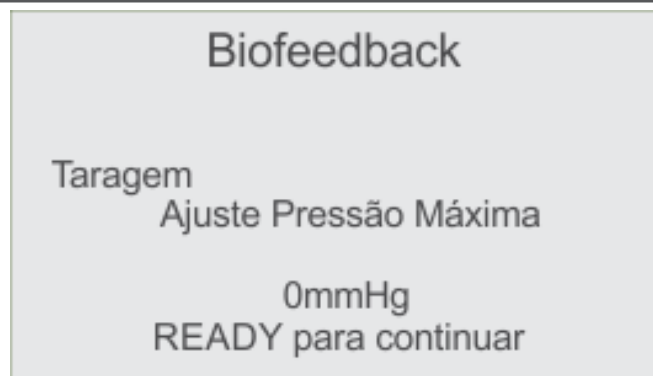 Biofeedback
Taragem
Ajuste Pressão Máxima
0mmHg
READY para continuar